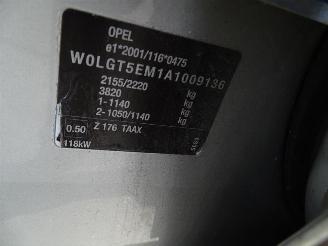 OPEL
e1*2001/116*0475
W0LGT5EM1A1009136
2155/2220 kg
3820 kg
1-1140 kg
2-1050/1140 kg
0.50 Z 176 TAAX
118kW